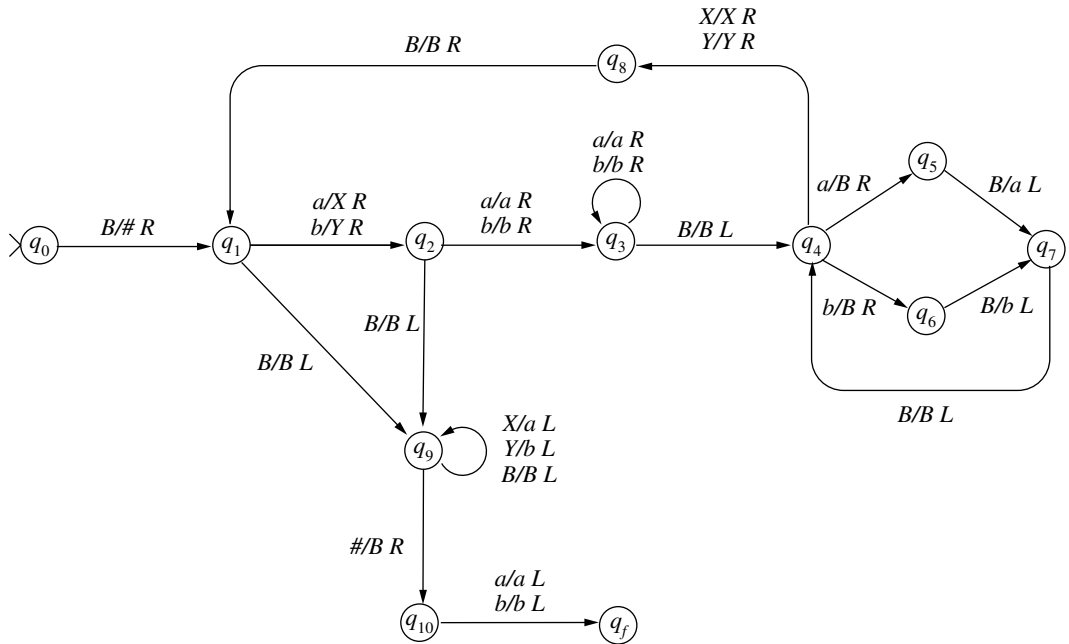 X/X R
Y/Y R
B/B R
q8
a/a R
b/b R
q5
a/B R
B/a L
a/X R
b/Y R
a/a R
b/b R
q0
B/# R
q1
q2
q3
B/B L
q4
q7
b/B R
q6
B/b L
B/B L
B/B L
B/B L
q9
X/a L
Y/b L
B/B L
#/B R
a/a L
b/b L
q10
qf